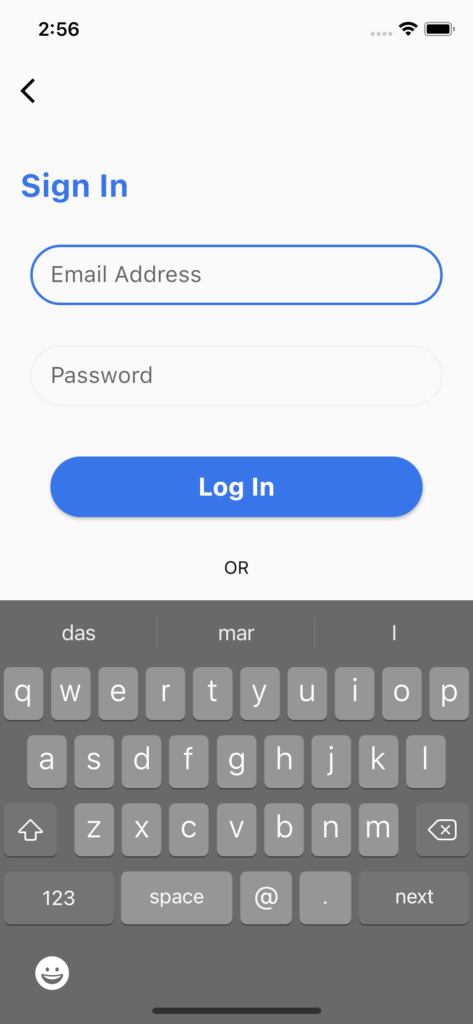 2:56
Sign In
Email Address
Password
Log In
OR
das mar I
q w e r t y u i o p
a s d f g h j k l
z x c v b n m
123 space @ . next